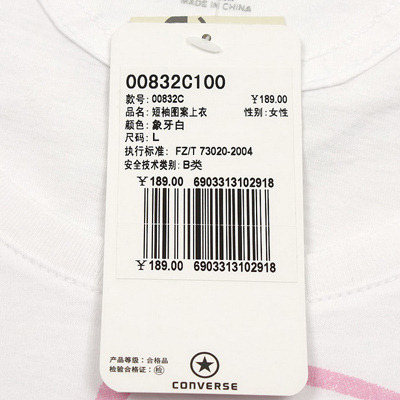 MADE IN CHINA
00832C100
款号: 00832C ¥189.00
品名: 短袖图案上衣 性别: 女性
颜色: 象牙白
尺码: L
执行标准: FZ/T 73020-2004
安全技术类别: B类
¥189.00 6903313102918
¥189.00 6903313102918
产品等级: 合格品
检验合格证: 检
CONVERSE